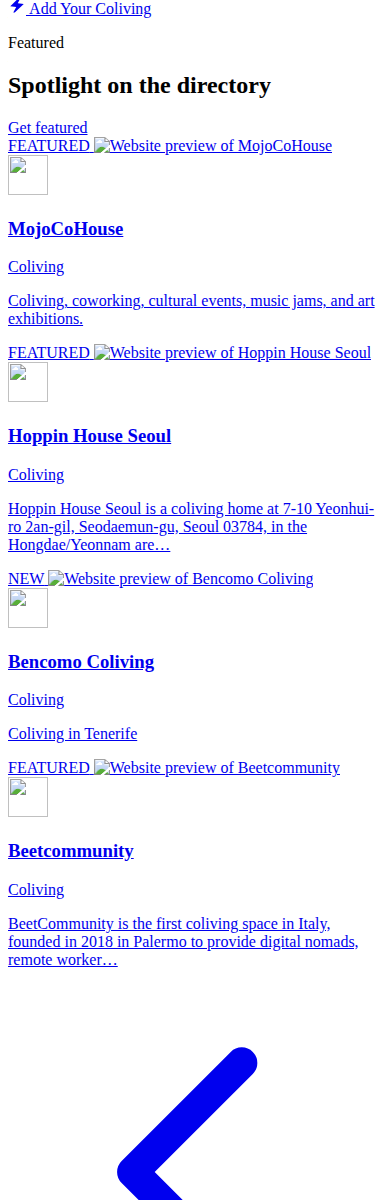 Add Your Coliving
Featured
Spotlight on the directory
Get featured
FEATURED Website preview of MojoCoHouse
MojoCoHouse
Coliving
Coliving, coworking, cultural events, music jams, and art
exhibitions.
FEATURED Website preview of Hoppin House Seoul
Hoppin House Seoul
Coliving
Hoppin House Seoul is a coliving home at 7-10 Yeonhui-
ro 2an-gil, Seodaemun-gu, Seoul 03784, in the
Hongdae/Yeonnam are…
NEW Website preview of Bencomo Coliving
Bencomo Coliving
Coliving
Coliving in Tenerife
FEATURED Website preview of Beetcommunity
Beetcommunity
Coliving
BeetCommunity is the first coliving space in Italy,
founded in 2018 in Palermo to provide digital nomads,
remote worker…